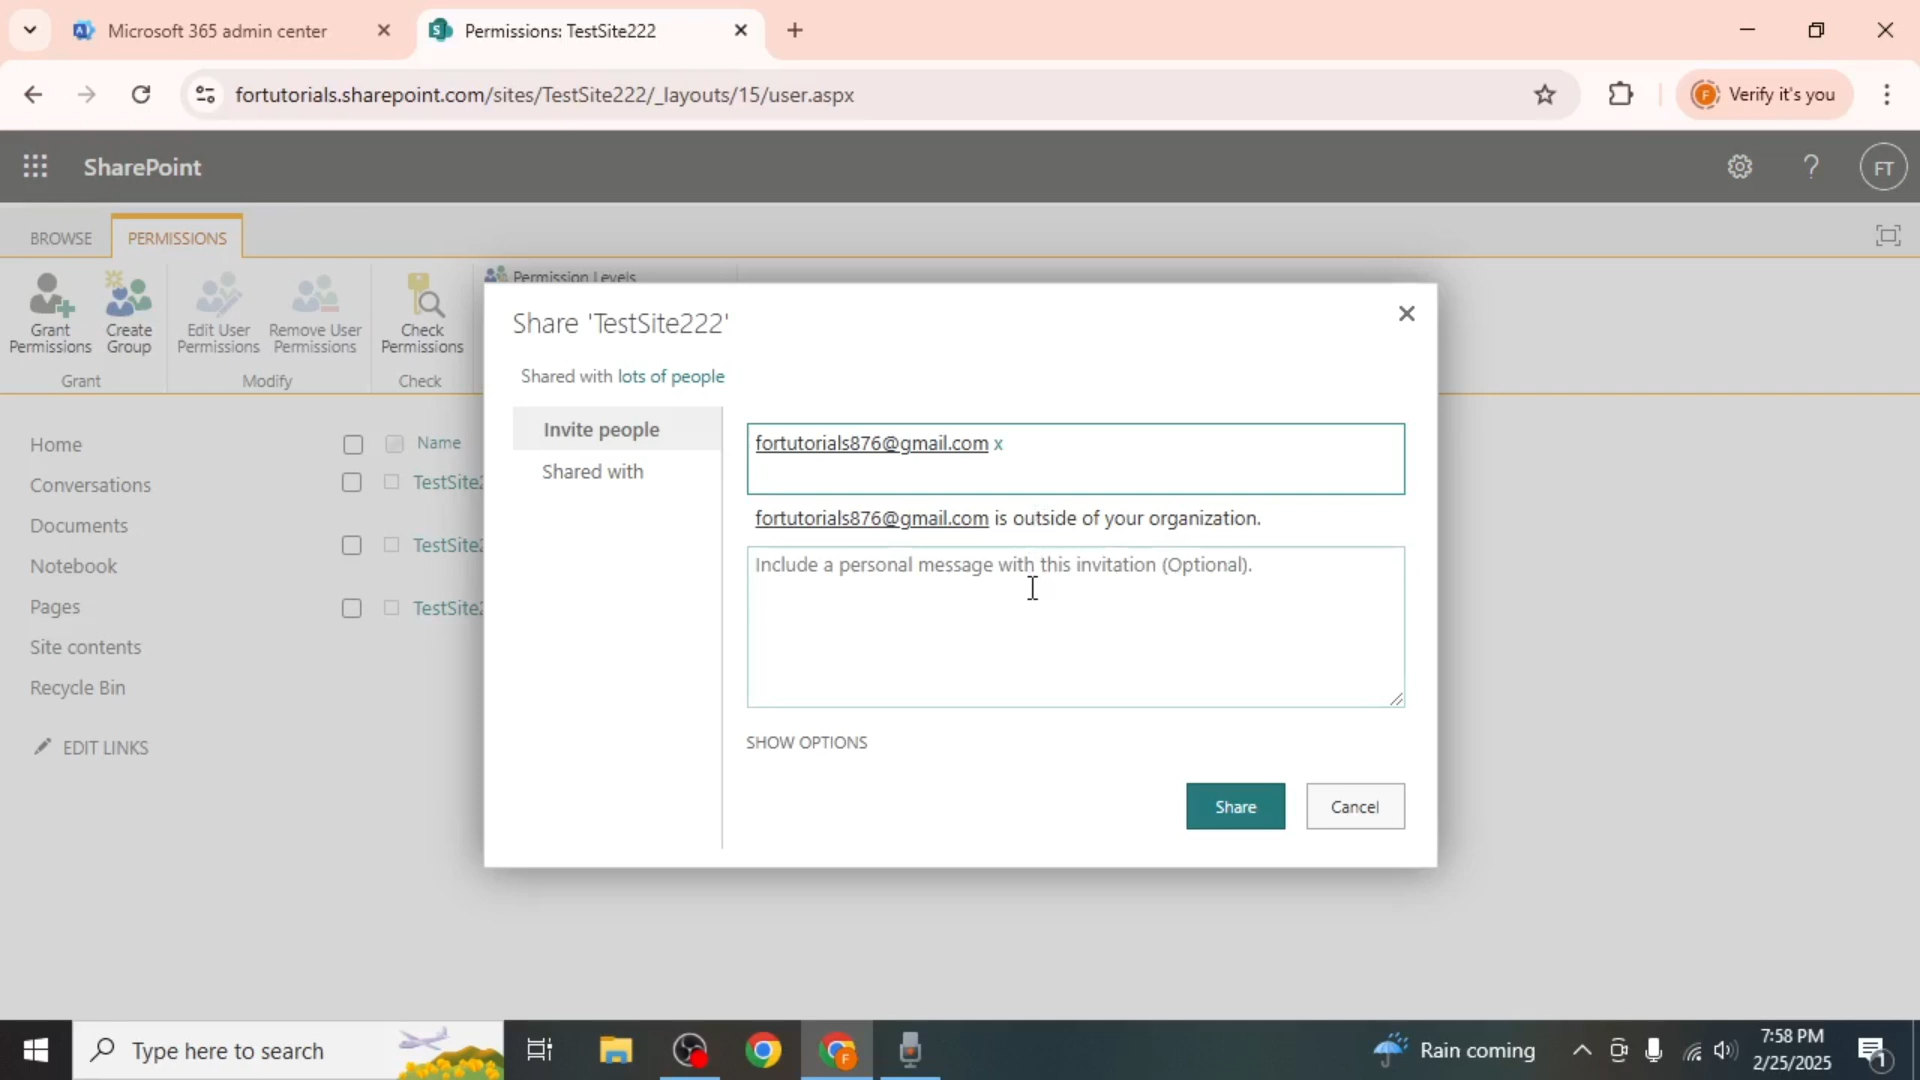 Microsoft 365 admin center
Permissions: TestSite222
fortutorials.sharepoint.com/sites/TestSite222/_layouts/15/user.aspx
F
Verify it's you
SharePoint
?
FT
BROWSE
PERMISSIONS
Grant Permissions
Create Group
Edit User Permissions
Remove User Permissions
Check Permissions
Permission Levels
Grant
Modify
Check
Home
Conversations
Documents
Notebook
Pages
Site contents
Recycle Bin
EDIT LINKS
Name
TestSite2
TestSite2
TestSite2
Share 'TestSite222'
Shared with lots of people
Invite people
Shared with
fortutorials876@gmail.com x
fortutorials876@gmail.com is outside of your organization.
Include a personal message with this invitation (Optional).
SHOW OPTIONS
Share
Cancel
Type here to search
Rain coming
7:58 PM
2/25/2025
1